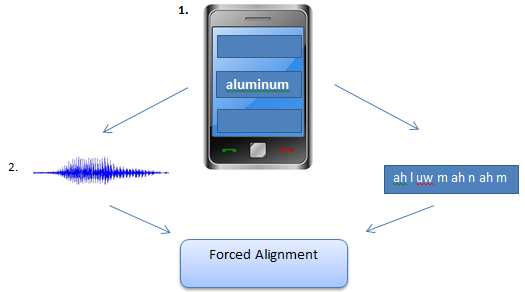 1.
aluminum
2.
ah l uw m ah n ah m
Forced Alignment